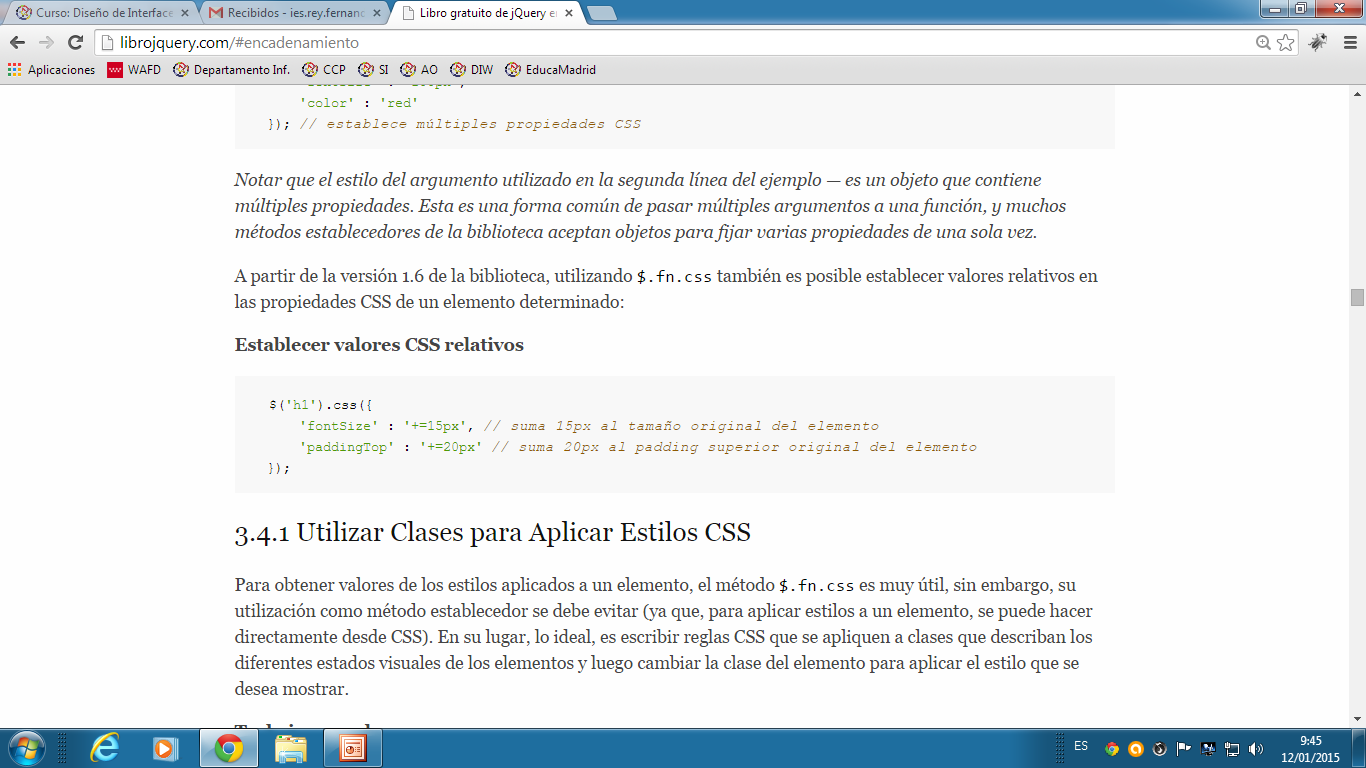 Curso: Diseño de Interface
Recibidos - ies.rey.fernanc
Libro gratuito de jQuery en
librojquery.com/#encadenamiento
Aplicaciones WAFD Departamento Inf. CCP SI AO DIW EducaMadrid
'color' : 'red'
}); // establece múltiples propiedades CSS
Notar que el estilo del argumento utilizado en la segunda línea del ejemplo — es un objeto que contiene
múltiples propiedades. Esta es una forma común de pasar múltiples argumentos a una función, y muchos
métodos establecedores de la biblioteca aceptan objetos para fijar varias propiedades de una sola vez.
A partir de la versión 1.6 de la biblioteca, utilizando $.fn.css también es posible establecer valores relativos en
las propiedades CSS de un elemento determinado:
Establecer valores CSS relativos
$('h1').css({
'fontSize' : '+=15px', // suma 15px al tamaño original del elemento
'paddingTop' : '+=20px' // suma 20px al padding superior original del elemento
});
3.4.1 Utilizar Clases para Aplicar Estilos CSS
Para obtener valores de los estilos aplicados a un elemento, el método $.fn.css es muy útil, sin embargo, su
utilización como método establecedor se debe evitar (ya que, para aplicar estilos a un elemento, se puede hacer
directamente desde CSS). En su lugar, lo ideal, es escribir reglas CSS que se apliquen a clases que describan los
diferentes estados visuales de los elementos y luego cambiar la clase del elemento para aplicar el estilo que se
desea mostrar.
ES
9:45
12/01/2015